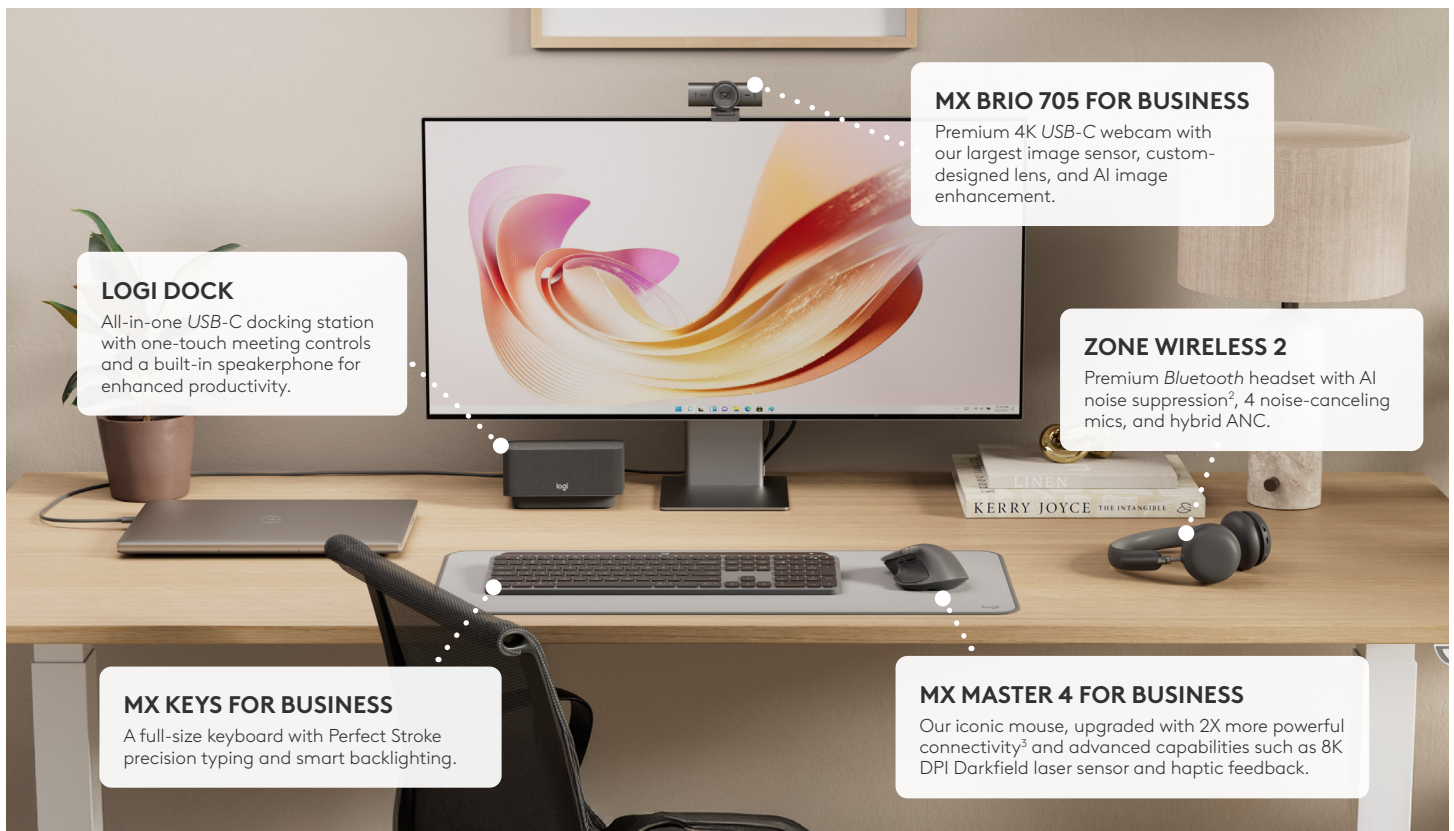 MX BRIO 705 FOR BUSINESS
Premium 4K USB-C webcam with
our largest image sensor, custom-
designed lens, and AI image
enhancement.
LOGI DOCK
All-in-one USB-C docking station
with one-touch meeting controls
and a built-in speakerphone for
enhanced productivity.
ZONE WIRELESS 2
Premium Bluetooth headset with AI
noise suppression², 4 noise-canceling
mics, and hybrid ANC.
logi
LINEN
KERRY JOYCE THE INTANGIBLE
logi
MX KEYS FOR BUSINESS
A full-size keyboard with Perfect Stroke
precision typing and smart backlighting.
MX MASTER 4 FOR BUSINESS
Our iconic mouse, upgraded with 2X more powerful
connectivity³ and advanced capabilities such as 8K
DPI Darkfield laser sensor and haptic feedback.